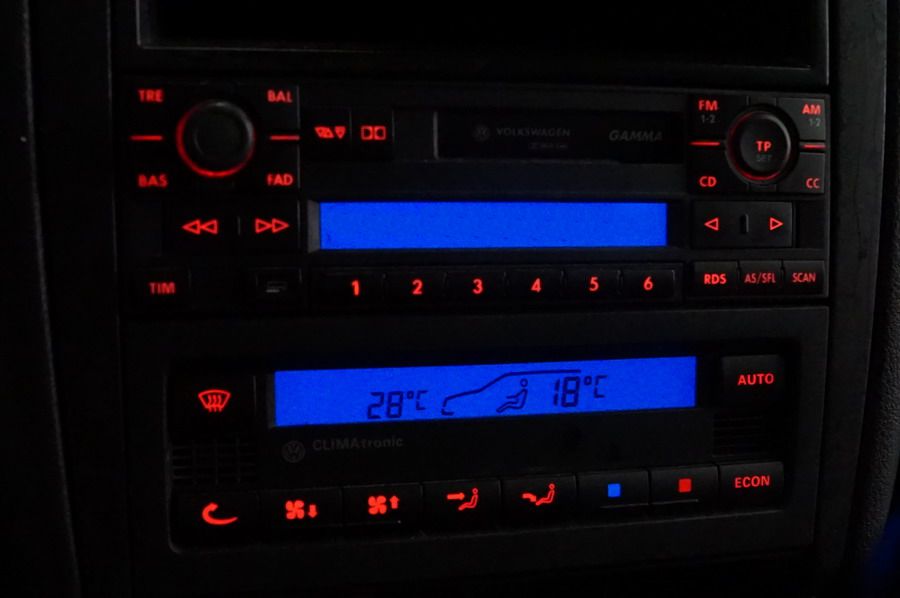 TRE BAL
VOLKSWAGEN GAMMA
FM AM
1·2 1·2
TP
SET
BAS FAD
CD CC
TIM
1 2 3 4 5 6
RDS AS/SFL SCAN
28°C 18°C
AUTO
CLIMAtronic
ECON